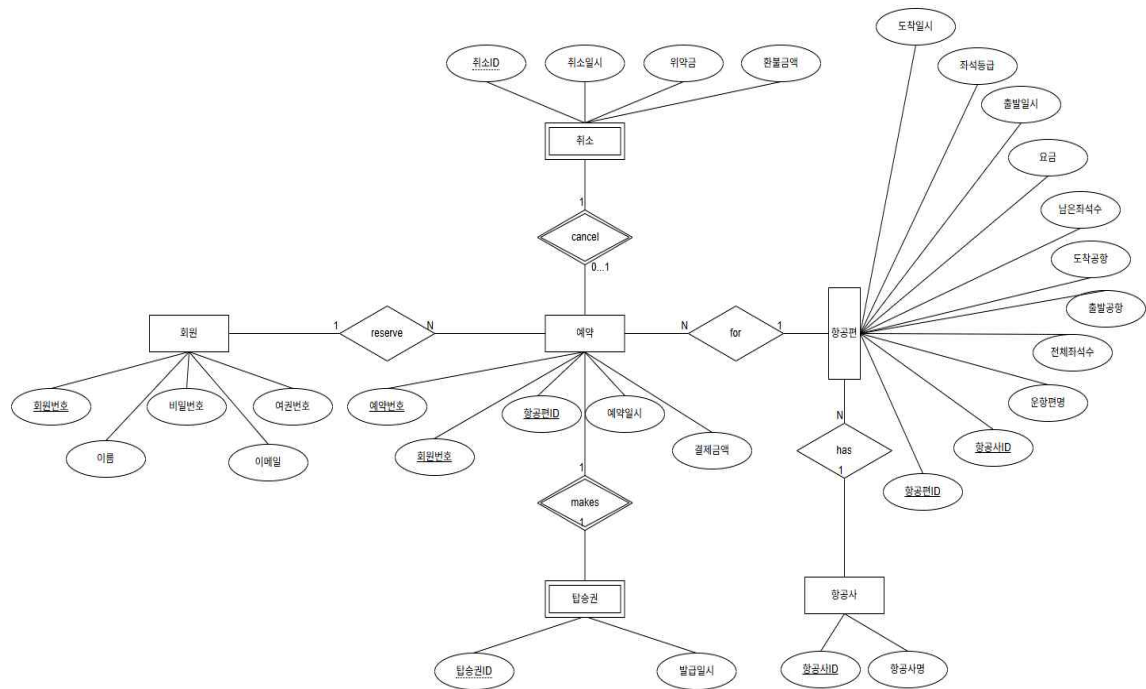 도착일시
취소ID
취소일시
위약금
환불금액
좌석등급
출발일시
취소
요금
1
남은좌석수
cancel
0...1
도착공항
출발공항
회원
1
reserve
N
예약
N
for
1
항공편
전체좌석수
회원번호
비밀번호
여권번호
예약번호
항공편ID
예약일시
운항편명
N
회원번호
결제금액
항공사ID
이름
이메일
has
1
1
항공편ID
makes
1
탑승권
항공사
탑승권ID
발급일시
항공사ID
항공사명